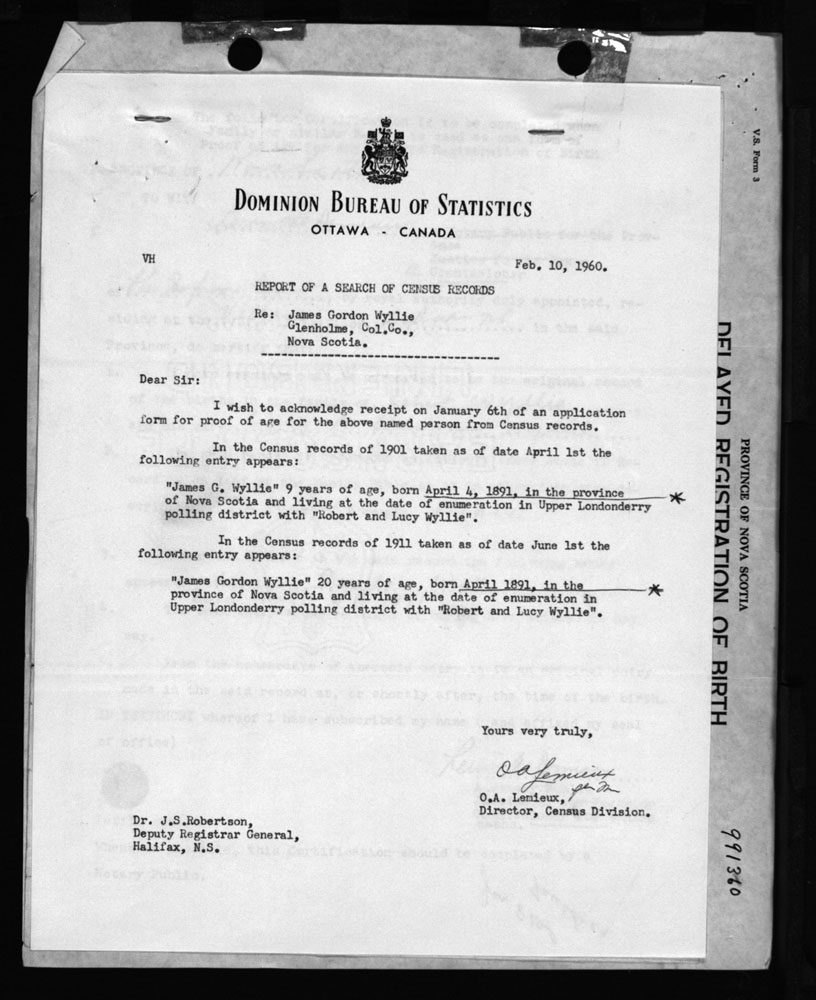 DOMINION BUREAU OF STATISTICS
OTTAWA - CANADA
VH
Feb. 10, 1960.
REPORT OF A SEARCH OF CENSUS RECORDS
Re: James Gordon Wyllie
Glenholme, Col.Co.,
Nova Scotia.
Dear Sir:
I wish to acknowledge receipt on January 6th of an application
form for proof of age for the above named person from Census records.
In the Census records of 1901 taken as of date April 1st the
following entry appears:
"James G. Wyllie" 9 years of age, born April 4, 1891, in the province
of Nova Scotia and living at the date of enumeration in Upper Londonderry
polling district with "Robert and Lucy Wyllie".
In the Census records of 1911 taken as of date June 1st the
following entry appears:
"James Gordon Wyllie" 20 years of age, born April 1891, in the
province of Nova Scotia and living at the date of enumeration in
Upper Londonderry polling district with "Robert and Lucy Wyllie".
Yours very truly,
O A Lemieux
O.A. Lemieux,
Director, Census Division.
Dr. J.S.Robertson,
Deputy Registrar General,
Halifax, N.S.
V.S. Form 3
PROVINCE OF NOVA SCOTIA
DELAYED REGISTRATION OF BIRTH
991360